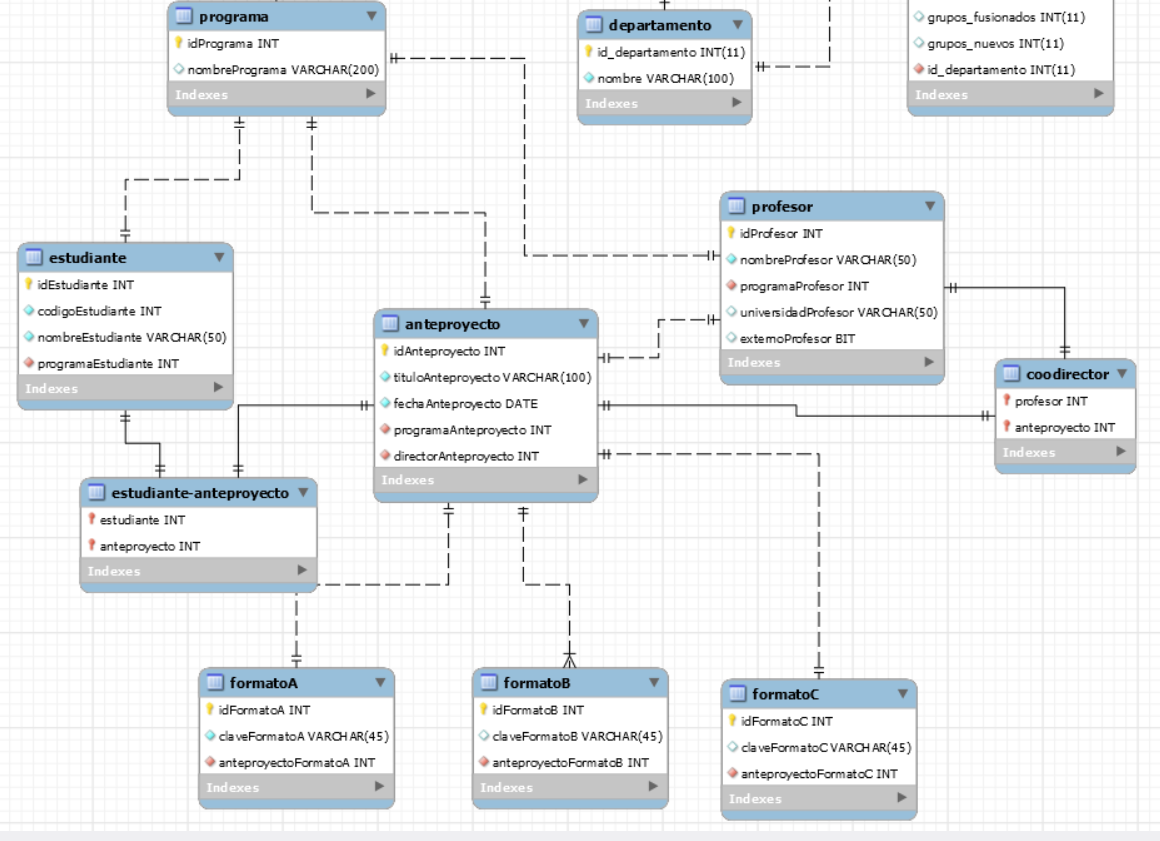 programa
idPrograma INT
nombrePrograma VARCHAR(200)
Indexes
departamento
id_departamento INT(11)
nombre VARCHAR(100)
Indexes
grupos_fusionados INT(11)
grupos_nuevos INT(11)
id_departamento INT(11)
Indexes
estudiante
idEstudiante INT
codigoEstudiante INT
nombreEstudiante VARCHAR(50)
programaEstudiante INT
Indexes
profesor
idProfesor INT
nombreProfesor VARCHAR(50)
programaProfesor INT
universidadProfesor VARCHAR(50)
externoProfesor BIT
Indexes
anteproyecto
idAnteproyecto INT
tituloAnteproyecto VARCHAR(100)
fechaAnteproyecto DATE
programaAnteproyecto INT
directorAnteproyecto INT
Indexes
coodirector
profesor INT
anteproyecto INT
Indexes
estudiante-anteproyecto
estudiante INT
anteproyecto INT
Indexes
formatoA
idFormatoA INT
claveFormatoA VARCHAR(45)
anteproyectoFormatoA INT
Indexes
formatoB
idFormatoB INT
claveFormatoB VARCHAR(45)
anteproyectoFormatoB INT
Indexes
formatoC
idFormatoC INT
claveFormatoC VARCHAR(45)
anteproyectoFormatoC INT
Indexes